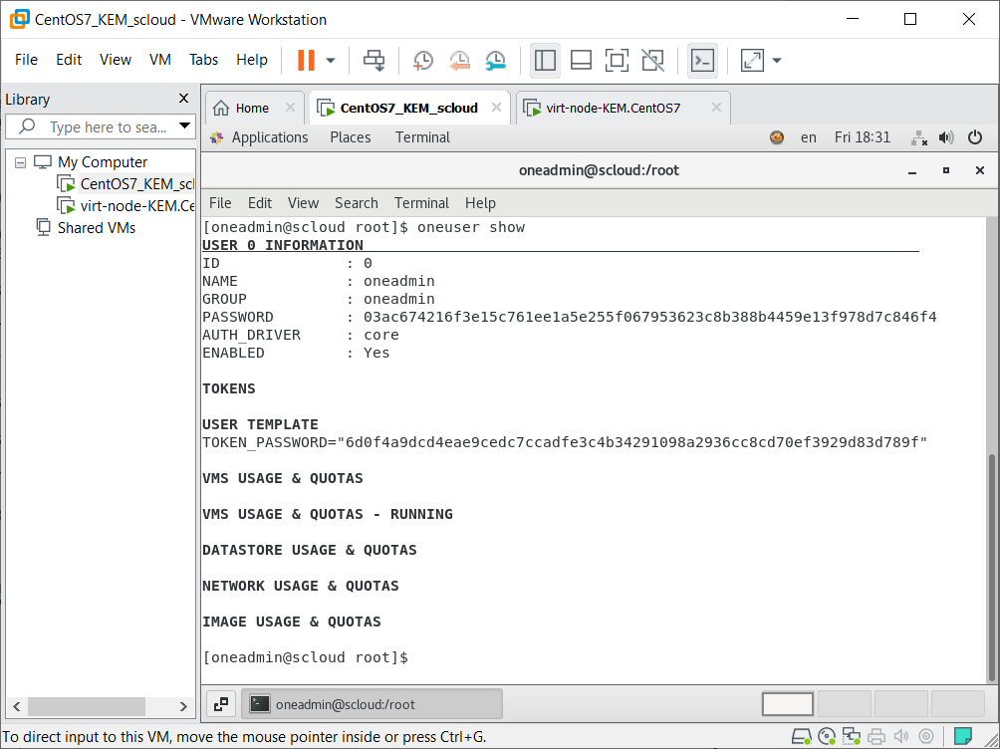 CentOS7_KEM_scloud - VMware Workstation
File Edit View VM Tabs Help
Library
Type here to sea...
My Computer
CentOS7_KEM_scl
virt-node-KEM.Ce
Shared VMs
Home CentOS7_KEM_scloud virt-node-KEM.CentOS7
Applications Places Terminal en Fri 18:31
oneadmin@scloud:/root
File Edit View Search Terminal Help
[oneadmin@scloud root]$ oneuser show
USER 0 INFORMATION
ID : 0
NAME : oneadmin
GROUP : oneadmin
PASSWORD : 03ac674216f3e15c761ee1a5e255f067953623c8b388b4459e13f978d7c846f4
AUTH_DRIVER : core
ENABLED : Yes
TOKENS
USER TEMPLATE
TOKEN_PASSWORD="6d0f4a9dcd4eae9cedc7ccadfe3c4b34291098a2936cc8cd70ef3929d83d789f"
VMS USAGE & QUOTAS
VMS USAGE & QUOTAS - RUNNING
DATASTORE USAGE & QUOTAS
NETWORK USAGE & QUOTAS
IMAGE USAGE & QUOTAS
[oneadmin@scloud root]$
oneadmin@scloud:/root
To direct input to this VM, move the mouse pointer inside or press Ctrl+G.